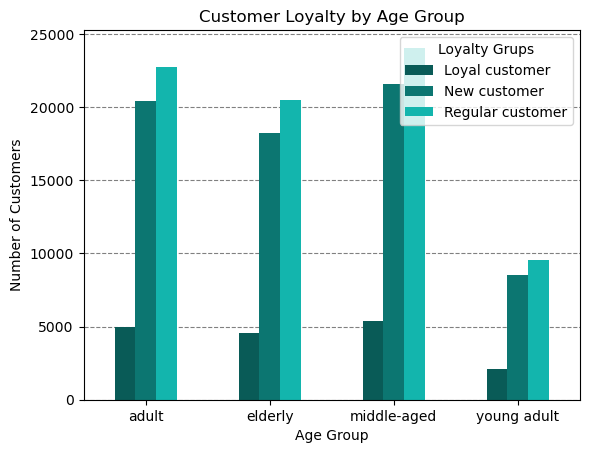 Customer Loyalty by Age Group
25000
20000
15000
10000
5000
0
Number of Customers
Loyalty Grups
Loyal customer
New customer
Regular customer
adult
elderly
middle-aged
young adult
Age Group